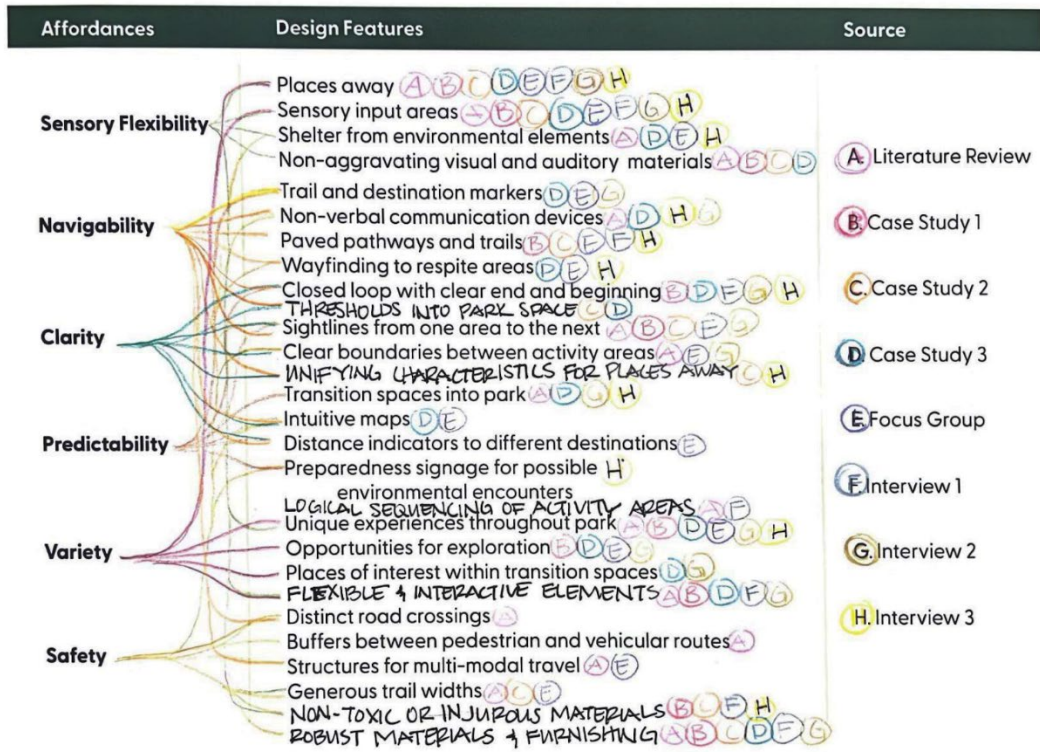 Affordances Design Features Source
Places away A B C D E F G H
Sensory Flexibility
Sensory input areas A B C D E F G H
Shelter from environmental elements A D E H
Non-aggravating visual and auditory materials A B C D
A. Literature Review
Trail and destination markers D E G
Navigability
Non-verbal communication devices A D H G
B. Case Study 1
Paved pathways and trails B C F F H
Wayfinding to respite areas D E H
Closed loop with clear end and beginning B D F G H
C. Case Study 2
THRESHOLDS INTO PARK SPACE C D
Clarity
Sightlines from one area to the next A B C F G
Clear boundaries between activity areas A E G
D. Case Study 3
UNIFYING CHARACTERISTICS FOR PLACES AWAY C H
Transition spaces into park A D G H
Intuitive maps D E
E. Focus Group
Predictability
Distance indicators to different destinations E
Preparedness signage for possible H
environmental encounters
F. Interview 1
LOGICAL SEQUENCING OF ACTIVITY AREAS A F
Unique experiences throughout park A B D E G H
Variety
Opportunities for exploration B D E G
G. Interview 2
Places of interest within transition spaces D G
FLEXIBLE & INTERACTIVE ELEMENTS A B D F G
Distinct road crossings A
H. Interview 3
Buffers between pedestrian and vehicular routes A
Safety
Structures for multi-modal travel A E
Generous trail widths A C E
NON-TOXIC OR INJUROUS MATERIALS B C F H
ROBUST MATERIALS & FURNISHING A B C D F G